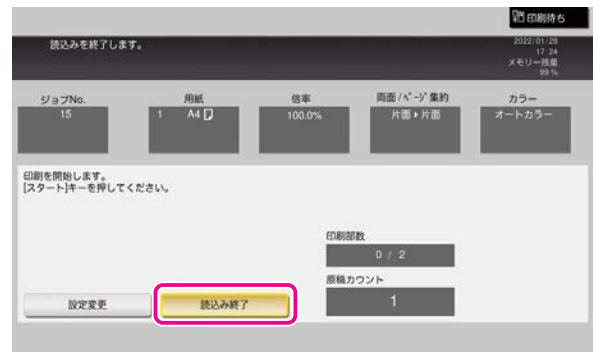 印刷待ち
読込みを終了します。
2022/01/28
17:24
メモリー残量
99 %
ジョブNo.
用紙
倍率
両面/ページ集約
カラー
15
1 A4
100.0%
片面▶片面
オートカラー
印刷を開始します。
[スタート]キーを押してください。
印刷部数
0 / 2
原稿カウント
1
設定変更
読込み終了